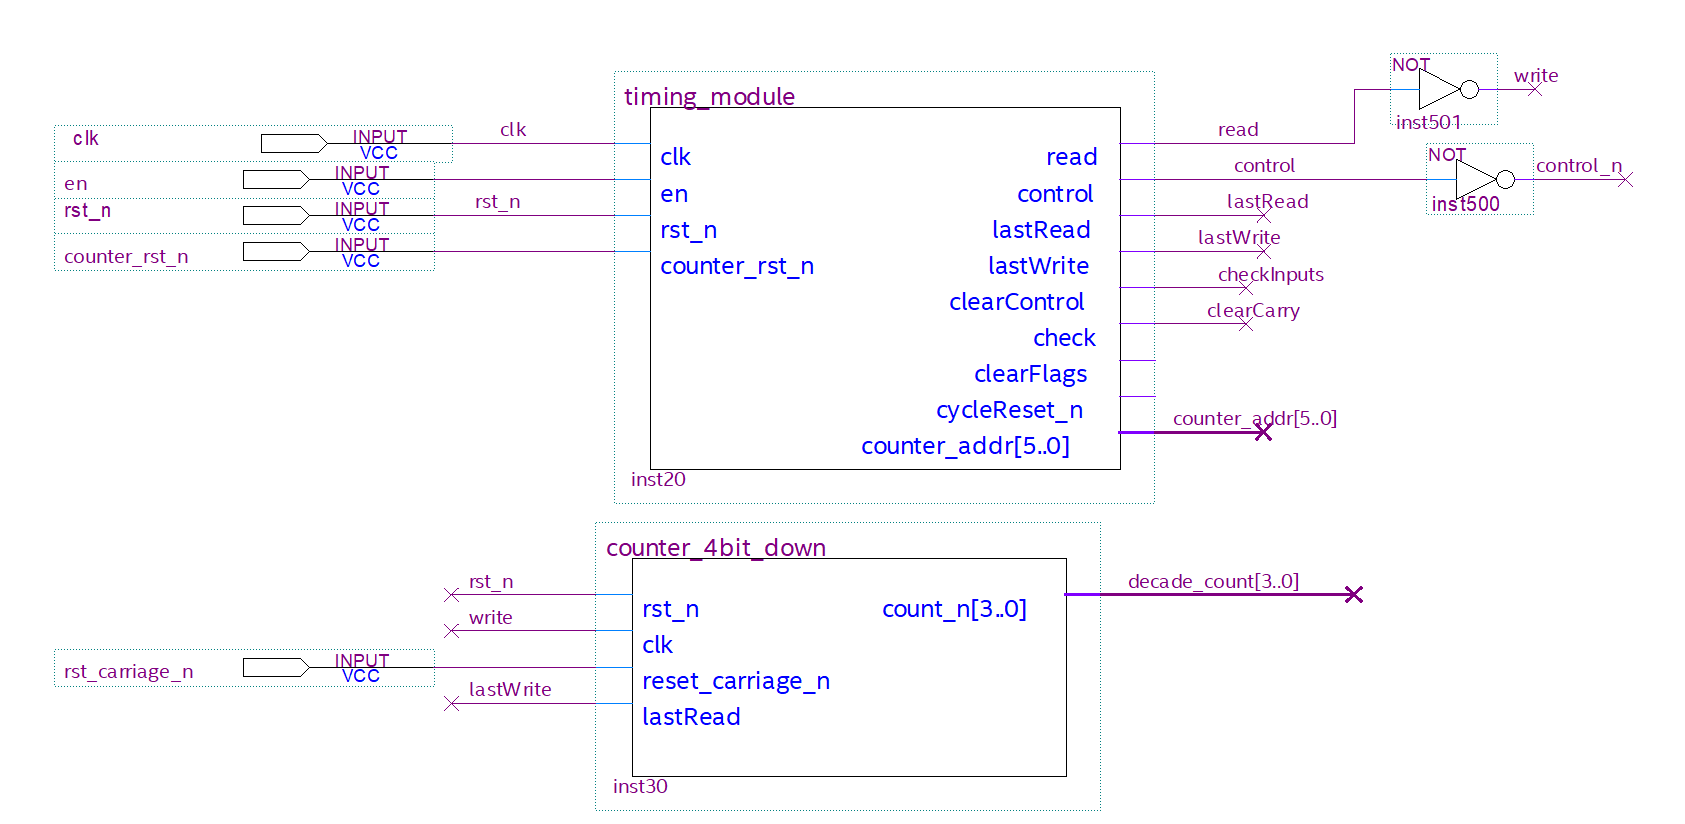 NOT
write
inst501
timing_module
clk
INPUT
VCC
clk
clk
read
read
en
INPUT
VCC
en
control
control
NOT
control_n
inst500
rst_n
INPUT
VCC
rst_n
rst_n
lastRead
lastRead
counter_rst_n
INPUT
VCC
counter_rst_n
lastWrite
lastWrite
clearControl
checkInputs
check
clearCarry
clearFlags
cycleReset_n
counter_addr[5..0]
counter_addr[5..0]
inst20
counter_4bit_down
rst_n
rst_n
count_n[3..0]
decade_count[3..0]
write
clk
rst_carriage_n
INPUT
VCC
reset_carriage_n
lastWrite
lastRead
inst30